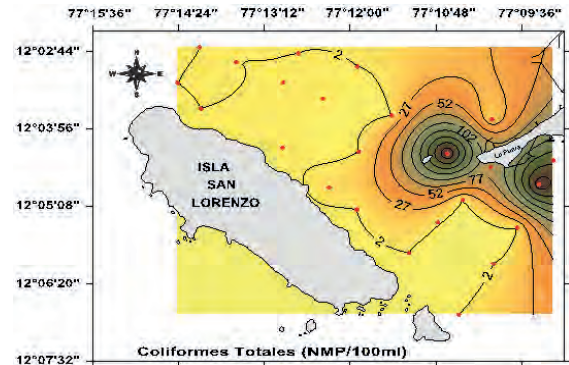 77°15'36" 77°14'24" 77°13'12" 77°12'00" 77°10'48" 77°09'36"
12°02'44"
12°03'56"
12°05'08"
12°06'20"
12°07'32"
N
W E
S
2
27
52
102
La Punta
77
52
27
2
2
ISLA
SAN
LORENZO
Coliformes Totales (NMP/100ml)